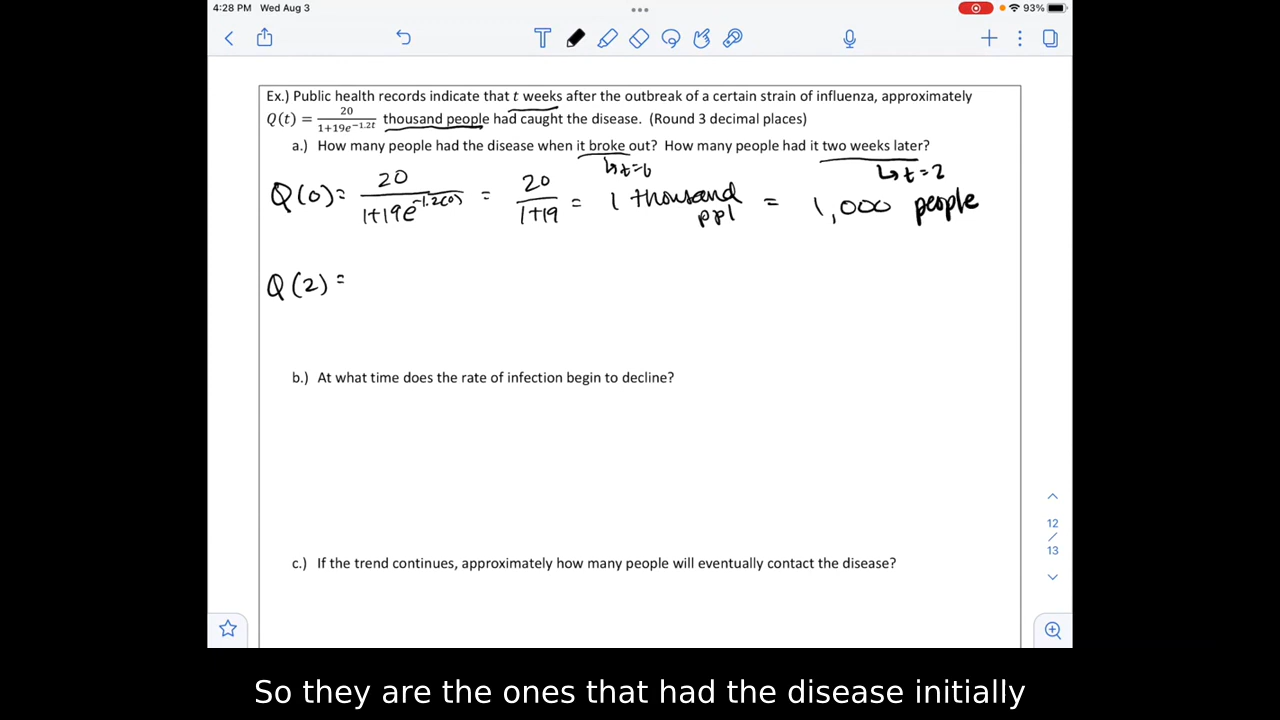 4:28 PM Wed Aug 3
93%
Ex.) Public health records indicate that t weeks after the outbreak of a certain strain of influenza, approximately
Q(t) = 20/(1+19e^{−1.2t}) thousand people had caught the disease. (Round 3 decimal places)
a.) How many people had the disease when it broke out? How many people had it two weeks later?
↳ t=0 ↳ t=2
Q(0)= 20/(1+19e^{-1.2(0)}) = 20/(1+19) = 1 thousand ppl = 1,000 people
Q(2) =
b.) At what time does the rate of infection begin to decline?
12
/
13
c.) If the trend continues, approximately how many people will eventually contact the disease?
So they are the ones that had the disease initially